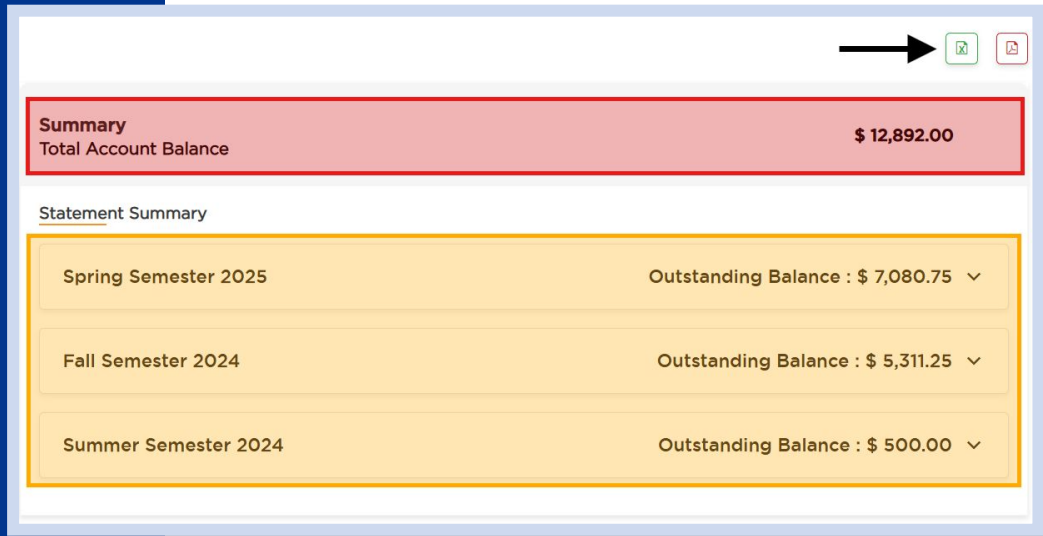 Summary
Total Account Balance
$ 12,892.00
Statement Summary
Spring Semester 2025
Outstanding Balance : $ 7,080.75
Fall Semester 2024
Outstanding Balance : $ 5,311.25
Summer Semester 2024
Outstanding Balance : $ 500.00